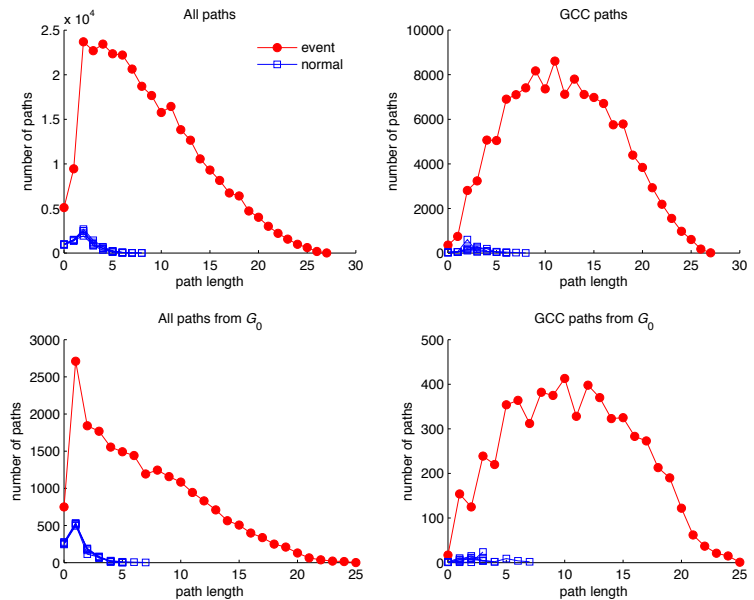 All paths
× 10⁴
2.5
2
1.5
1
0.5
0
number of paths
0 5 10 15 20 25 30
path length
event
normal
GCC paths
10000
8000
6000
4000
2000
0
number of paths
0 5 10 15 20 25 30
path length
All paths from G₀
3000
2500
2000
1500
1000
500
0
number of paths
0 5 10 15 20 25
path length
GCC paths from G₀
500
400
300
200
100
0
number of paths
0 5 10 15 20 25
path length